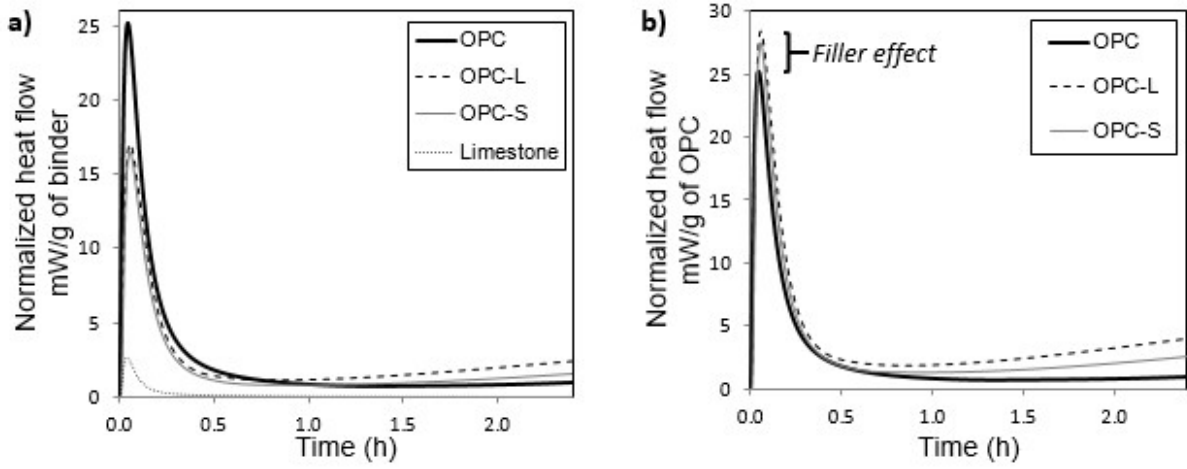 a)
Normalized heat flow
mW/g of binder
25
20
15
10
5
0
0.0 0.5 1.0 1.5 2.0
Time (h)
OPC
OPC-L
OPC-S
Limestone
b)
Normalized heat flow
mW/g of OPC
30
25
20
15
10
5
0
0.0 0.5 1.0 1.5 2.0
Time (h)
Filler effect
OPC
OPC-L
OPC-S